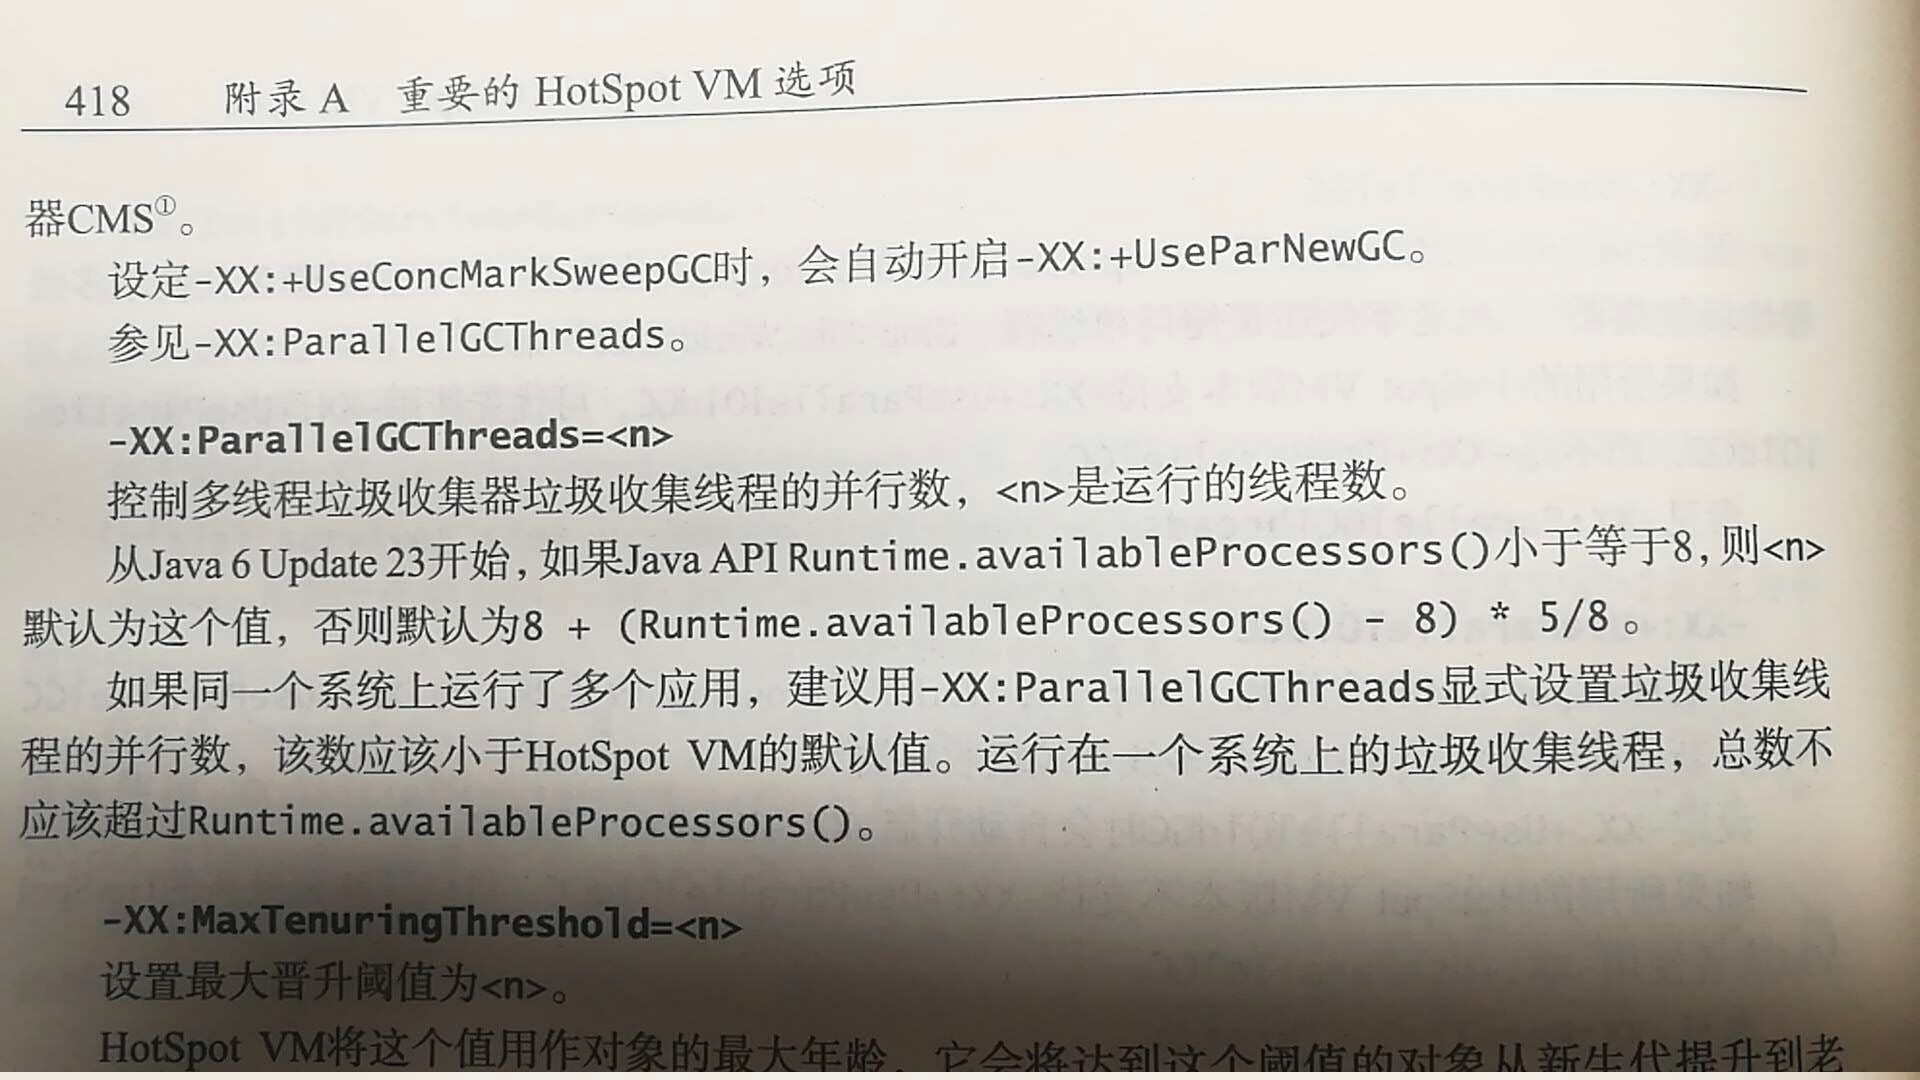 418 附录 A 重要的 HotSpot VM 选项
器CMS①。
设定-XX:+UseConcMarkSweepGC时，会自动开启-XX:+UseParNewGC。
参见-XX:ParallelGCThreads。
-XX:ParallelGCThreads=<n>
控制多线程垃圾收集器垃圾收集线程的并行数，<n>是运行的线程数。
从Java 6 Update 23开始，如果Java API Runtime.availableProcessors()小于等于8，则<n>
默认为这个值，否则默认为8 + (Runtime.availableProcessors() - 8) * 5/8。
如果同一个系统上运行了多个应用，建议用-XX:ParallelGCThreads显式设置垃圾收集线
程的并行数，该数应该小于HotSpot VM的默认值。运行在一个系统上的垃圾收集线程，总数不
应该超过Runtime.availableProcessors()。
-XX:MaxTenuringThreshold=<n>
设置最大晋升阈值为<n>。
HotSpot VM将这个值用作对象的最大年龄，它会将达到这个阈值的对象从新生代提升到老